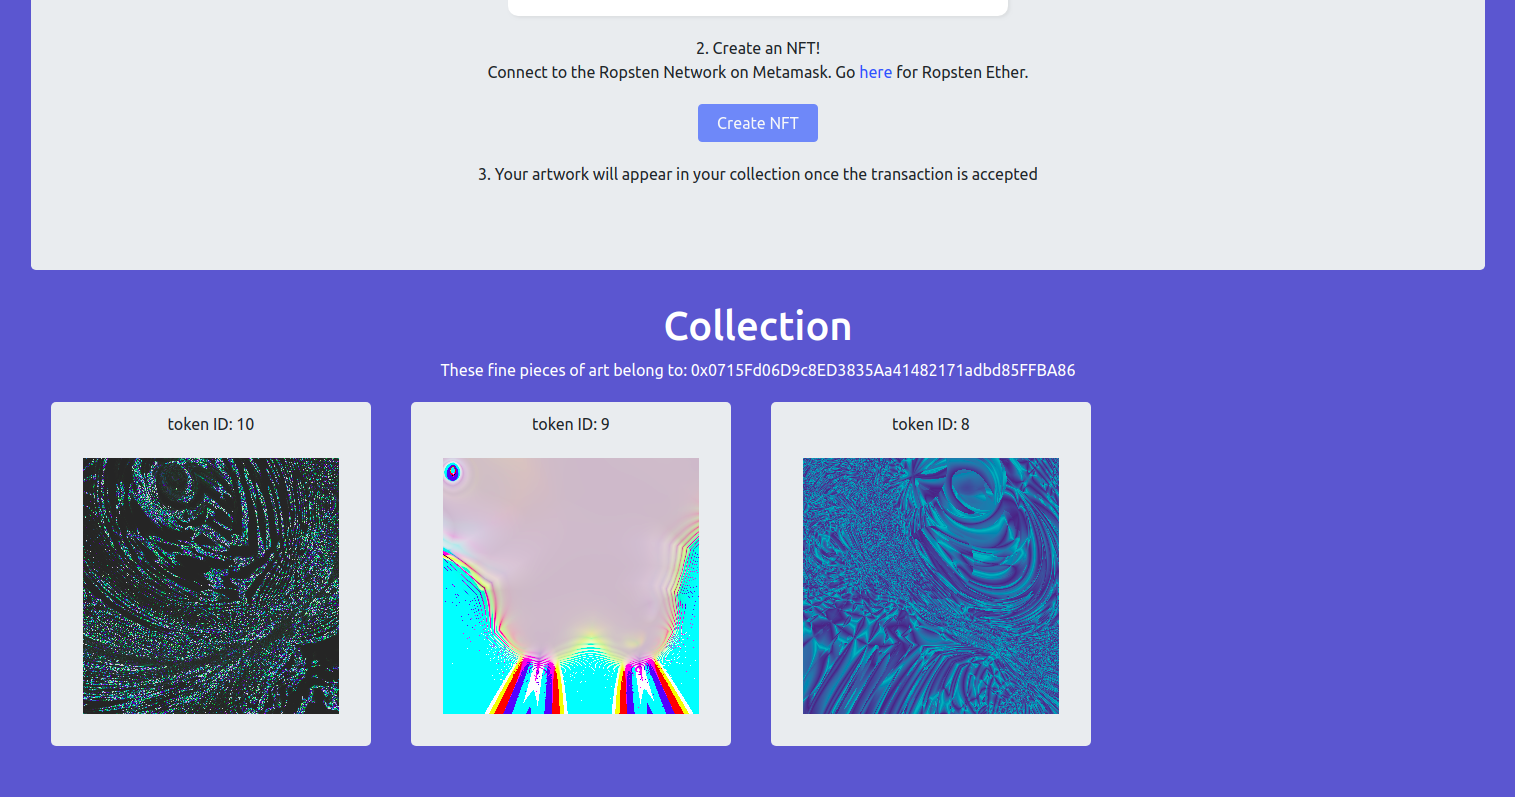 2. Create an NFT!
Connect to the Ropsten Network on Metamask. Go here for Ropsten Ether.
Create NFT
3. Your artwork will appear in your collection once the transaction is accepted
Collection
These fine pieces of art belong to: 0x0715Fd06D9c8ED3835Aa41482171adbd85FFBA86
token ID: 10
token ID: 9
token ID: 8